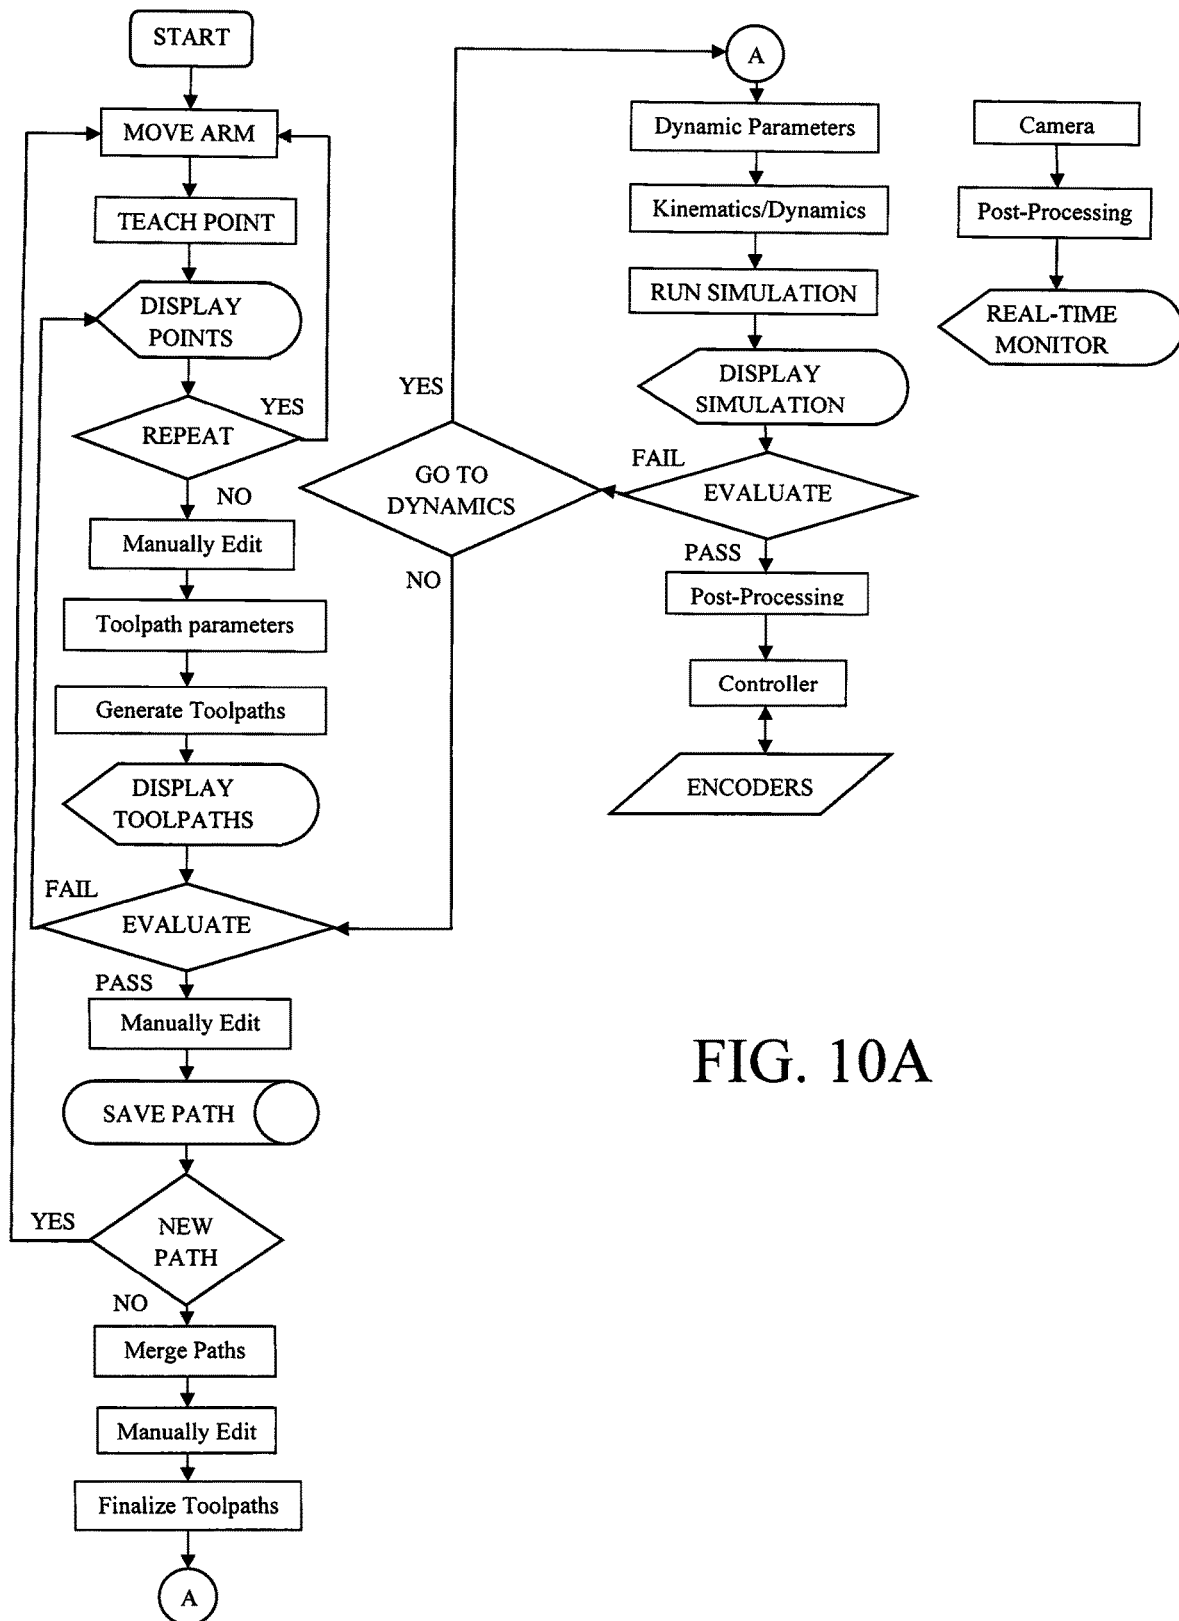 START
MOVE ARM
TEACH POINT
DISPLAY
POINTS
YES
REPEAT
NO
Manually Edit
Toolpath parameters
Generate Toolpaths
DISPLAY
TOOLPATHS
FAIL
EVALUATE
PASS
Manually Edit
SAVE PATH
YES
NEW
PATH
NO
Merge Paths
Manually Edit
Finalize Toolpaths
A
A
Dynamic Parameters
Kinematics/Dynamics
RUN SIMULATION
DISPLAY
SIMULATION
YES
GO TO
DYNAMICS
NO
FAIL
EVALUATE
PASS
Post-Processing
Controller
ENCODERS
Camera
Post-Processing
REAL-TIME
MONITOR
FIG. 10A